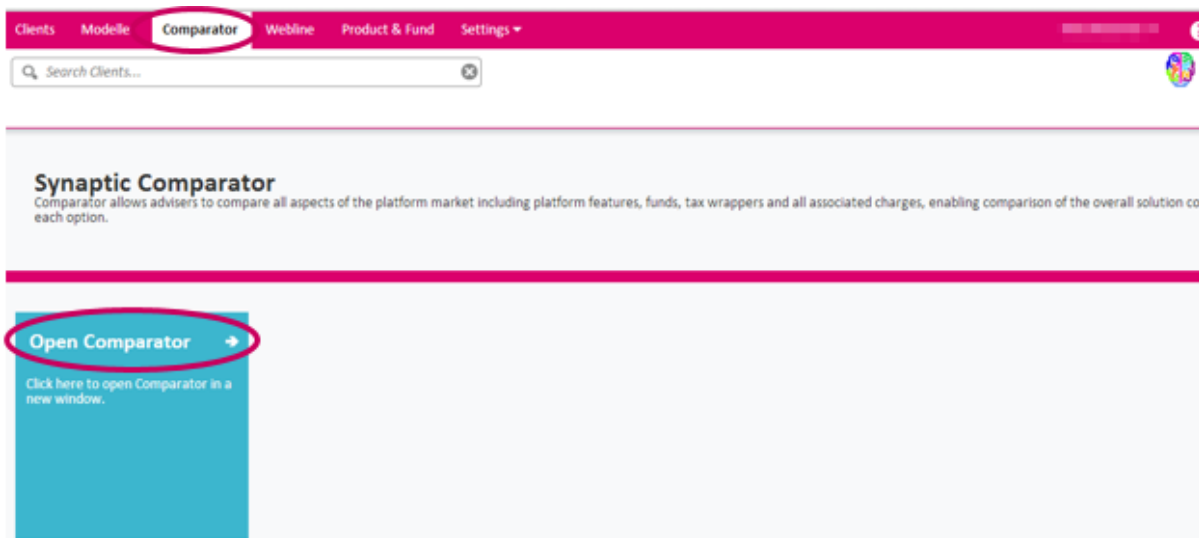 Clients Modelle Comparator Webline Product & Fund Settings
Search Clients...
Synaptic Comparator
Comparator allows advisers to compare all aspects of the platform market including platform features, funds, tax wrappers and all associated charges, enabling comparison of the overall solution co
each option.
Open Comparator
Click here to open Comparator in a
new window.